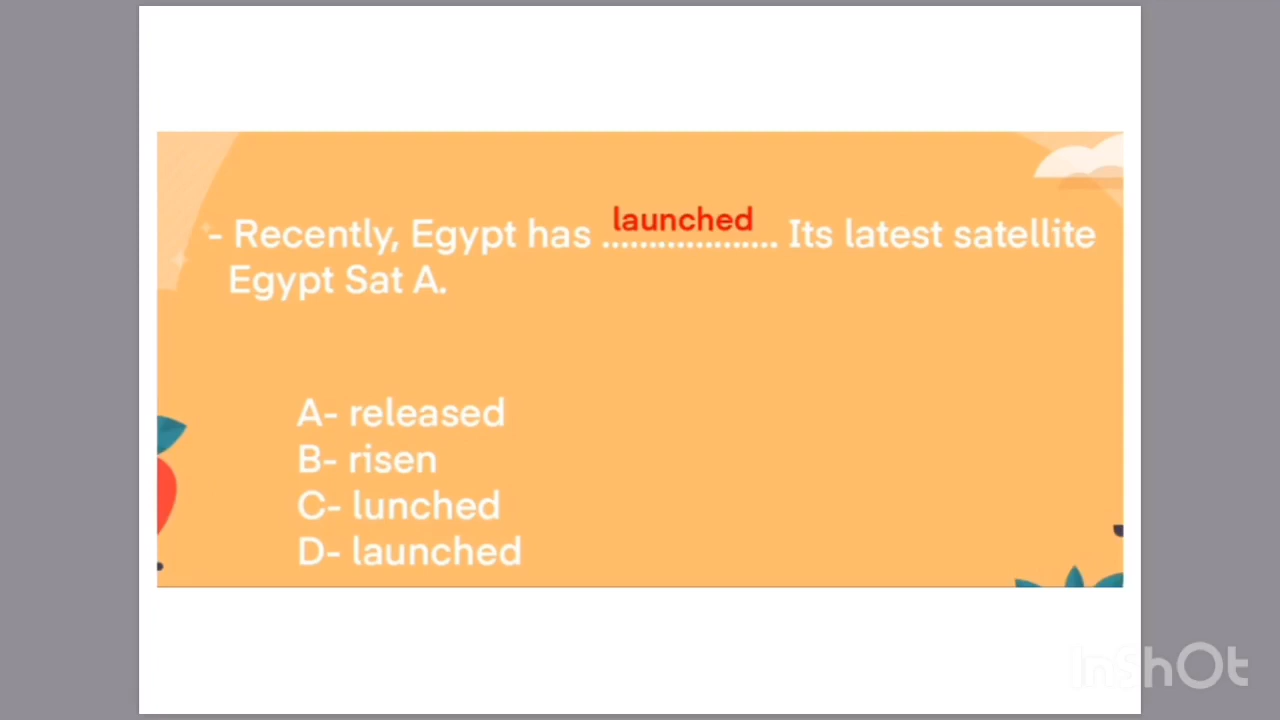 launched
- Recently, Egypt has ................... Its latest satellite
Egypt Sat A.
A- released
B- risen
C- lunched
D- launched
InShOt